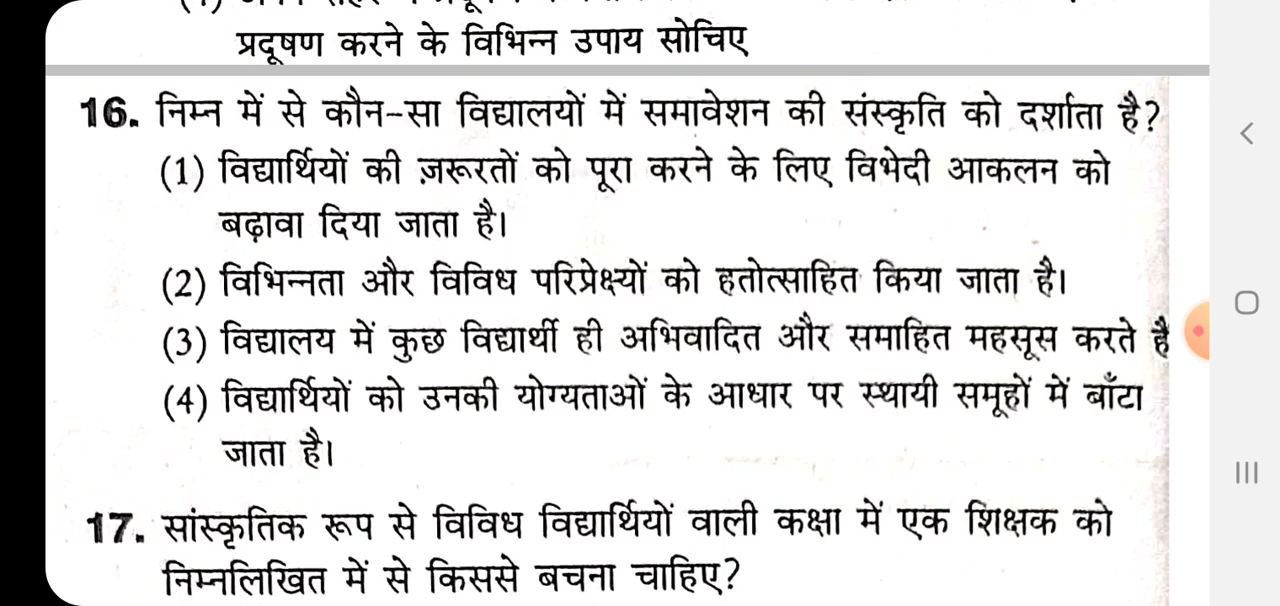 प्रदूषण करने के विभिन्न उपाय सोचिए
16. निम्न में से कौन-सा विद्यालयों में समावेशन की संस्कृति को दर्शाता है?
(1) विद्यार्थियों की ज़रूरतों को पूरा करने के लिए विभेदी आकलन को
बढ़ावा दिया जाता है।
(2) विभिन्नता और विविध परिप्रेक्ष्यों को हतोत्साहित किया जाता है।
(3) विद्यालय में कुछ विद्यार्थी ही अभिवादित और समाहित महसूस करते है
(4) विद्यार्थियों को उनकी योग्यताओं के आधार पर स्थायी समूहों में बाँटा
जाता है।
17. सांस्कृतिक रूप से विविध विद्यार्थियों वाली कक्षा में एक शिक्षक को
निम्नलिखित में से किससे बचना चाहिए?